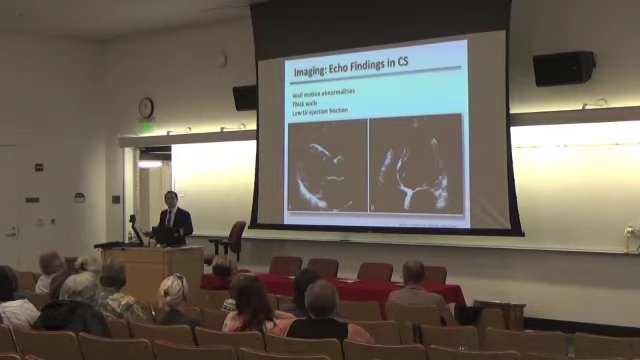 Imaging: Echo Findings in CS
Wall motion abnormalities
Thick walls
Low LV ejection fraction